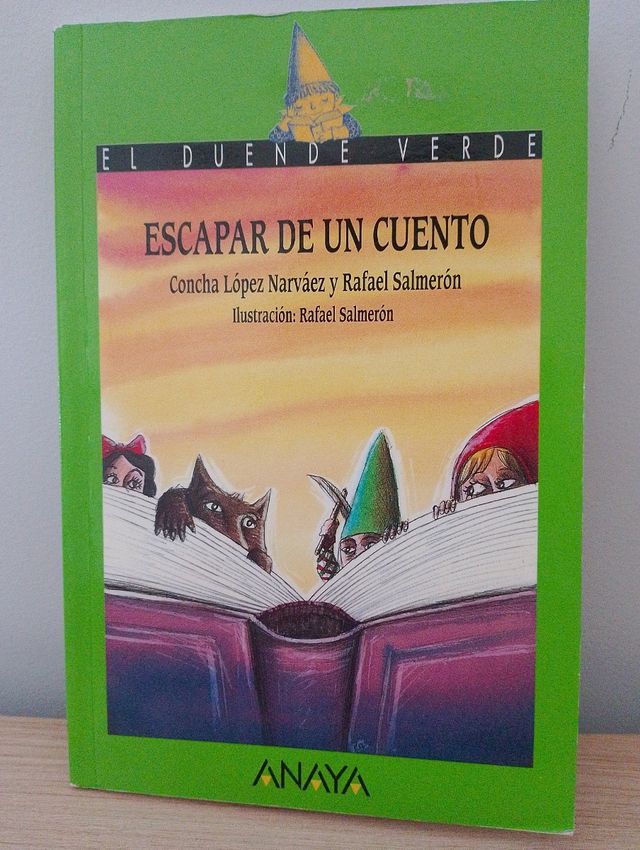 EL DUENDE VERDE
ESCAPAR DE UN CUENTO
Concha López Narváez y Rafael Salmerón
Ilustración: Rafael Salmerón
ANAYA